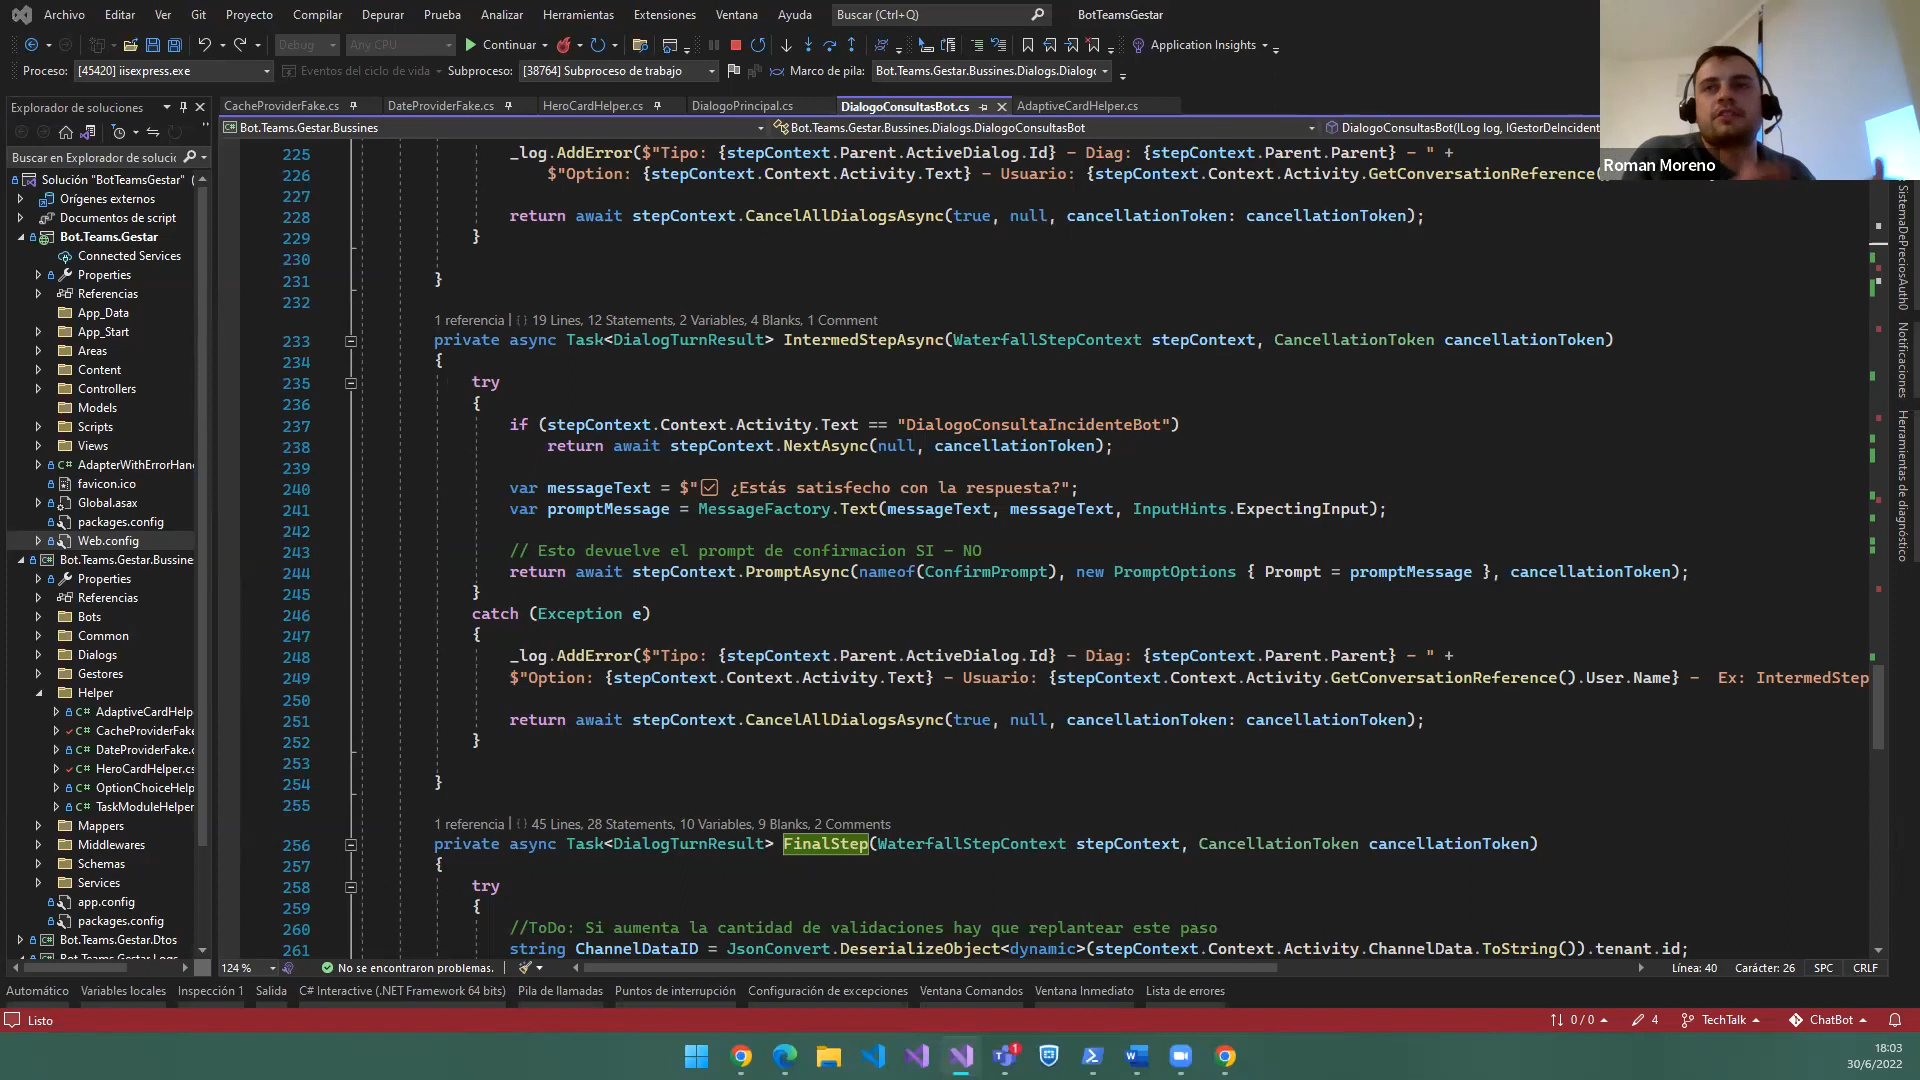 Archivo Editar Ver Git Proyecto Compilar Depurar Prueba Analizar Herramientas Extensiones Ventana Ayuda Buscar (Ctrl+Q) BotTeamsGestar
Debug Any CPU Continuar Application Insights
Proceso: [45420] iisexpress.exe Eventos del ciclo de vida Subproceso: [38764] Subproceso de trabajo Marco de pila: Bot.Teams.Gestar.Bussines.Dialogs.Dialogo
Explorador de soluciones
CacheProviderFake.cs DateProviderFake.cs HeroCardHelper.cs DialogoPrincipal.cs DialogoConsultasBot.cs AdaptiveCardHelper.cs
Bot.Teams.Gestar.Bussines Bot.Teams.Gestar.Bussines.Dialogs.DialogoConsultasBot DialogoConsultasBot(ILog log, IGestorDeIncident
Buscar en Explorador de solucic
Solución "BotTeamsGestar"
Orígenes externos
Documentos de script
Bot.Teams.Gestar
Connected Services
Properties
Referencias
App_Data
App_Start
Areas
Content
Controllers
Models
Scripts
Views
AdapterWithErrorHan
favicon.ico
Global.asax
packages.config
Web.config
Bot.Teams.Gestar.Bussine
Properties
Referencias
Bots
Common
Dialogs
Gestores
Helper
AdaptiveCardHelp
CacheProviderFake
DateProviderFake.c
HeroCardHelper.cs
OptionChoiceHelp
TaskModuleHelper
Mappers
Middlewares
Schemas
Services
app.config
packages.config
Bot.Teams.Gestar.Dtos
Bot.Teams.Gestar.Logs
225 _log.AddError($"Tipo: {stepContext.Parent.ActiveDialog.Id} - Diag: {stepContext.Parent.Parent} - " +
226 $"Option: {stepContext.Context.Activity.Text} - Usuario: {stepContext.Context.Activity.GetConversationReference(
227
228 return await stepContext.CancelAllDialogsAsync(true, null, cancellationToken: cancellationToken);
229 }
230
231 }
232
1 referencia | 19 Lines, 12 Statements, 2 Variables, 4 Blanks, 1 Comment
233 private async Task<DialogTurnResult> IntermedStepAsync(WaterfallStepContext stepContext, CancellationToken cancellationToken)
234 {
235 try
236 {
237 if (stepContext.Context.Activity.Text == "DialogoConsultaIncidenteBot")
238 return await stepContext.NextAsync(null, cancellationToken);
239
240 var messageText = $"☑ ¿Estás satisfecho con la respuesta?";
241 var promptMessage = MessageFactory.Text(messageText, messageText, InputHints.ExpectingInput);
242
243 // Esto devuelve el prompt de confirmacion SI - NO
244 return await stepContext.PromptAsync(nameof(ConfirmPrompt), new PromptOptions { Prompt = promptMessage }, cancellationToken);
245 }
246 catch (Exception e)
247 {
248 _log.AddError($"Tipo: {stepContext.Parent.ActiveDialog.Id} - Diag: {stepContext.Parent.Parent} - " +
249 $"Option: {stepContext.Context.Activity.Text} - Usuario: {stepContext.Context.Activity.GetConversationReference().User.Name} - Ex: IntermedStep
250
251 return await stepContext.CancelAllDialogsAsync(true, null, cancellationToken: cancellationToken);
252 }
253
254 }
255
1 referencia | 45 Lines, 28 Statements, 10 Variables, 9 Blanks, 2 Comments
256 private async Task<DialogTurnResult> FinalStep(WaterfallStepContext stepContext, CancellationToken cancellationToken)
257 {
258 try
259 {
260 //ToDo: Si aumenta la cantidad de validaciones hay que replantear este paso
261 string ChannelDataID = JsonConvert.DeserializeObject<dynamic>(stepContext.Context.Activity.ChannelData.ToString()).tenant.id;
Roman Moreno
SistemaDePreciosAuth0
Notificaciones
Herramientas de diagnóstico
124 % No se encontraron problemas. Línea: 40 Carácter: 26 SPC CRLF
Automático Variables locales Inspección 1 Salida C# Interactive (.NET Framework 64 bits) Pila de llamadas Puntos de interrupción Configuración de excepciones Ventana Comandos Ventana Inmediato Lista de errores
Listo 0 / 0 4 TechTalk ChatBot
1
18:03
30/6/2022